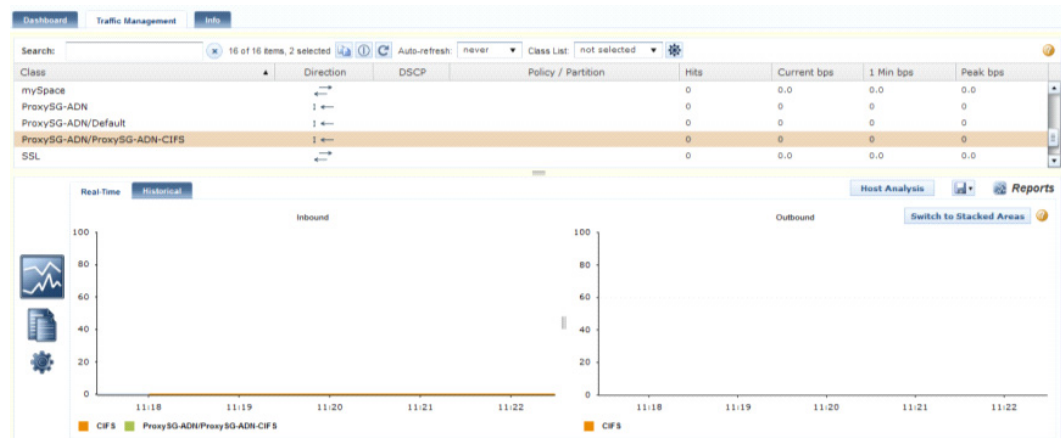 Dashboard Traffic Management Info
Search: 16 of 16 items, 2 selected Auto-refresh: never Class List: not selected
Class Direction DSCP Policy / Partition Hits Current bps 1 Min bps Peak bps
mySpace 0 0.0 0.0 0.0
ProxySG-ADN 0 0 0 0
ProxySG-ADN/Default 0 0 0 0
ProxySG-ADN/ProxySG-ADN-CIFS 0 0 0 0
SSL 0 0.0 0.0 0.0
Real-Time Historical Host Analysis Reports
Inbound Outbound Switch to Stacked Areas
100 100
80 80
60 60
40 40
20 20
0 0
11:18 11:19 11:20 11:21 11:22 11:18 11:19 11:20 11:21 11:22
CIFS ProxySG-ADN/ProxySG-ADN-CIFS CIFS